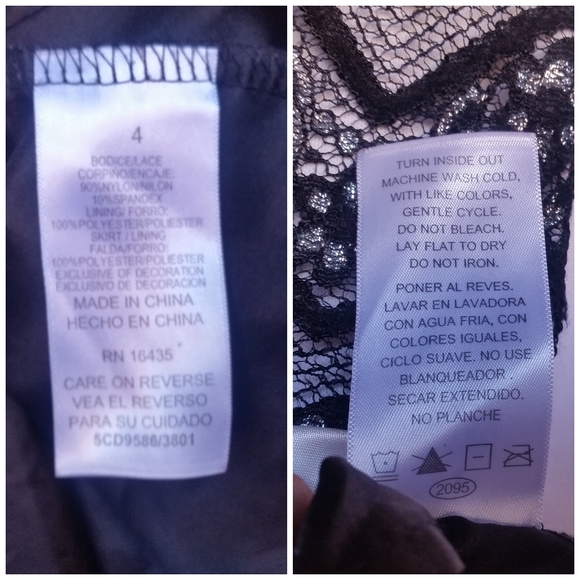 4
BODICE/LACE
CORPIÑO/ENCAJE:
90%NYLON/NILON
10%SPANDEX
LINING/ FORRO:
100%POLYESTER/POLIESTER
SKIRT / LINING
FALDA/FORRO:
100%POLYESTER/POLIESTER
EXCLUSIVE OF DECORATION
EXCLUSIVO DE DECORACION
MADE IN CHINA
HECHO EN CHINA
RN 16435
CARE ON REVERSE
VEA EL REVERSO
PARA SU CUIDADO
5CD9586/3801
TURN INSIDE OUT
MACHINE WASH COLD,
WITH LIKE COLORS,
GENTLE CYCLE.
DO NOT BLEACH.
LAY FLAT TO DRY
DO NOT IRON.
PONER AL REVES.
LAVAR EN LAVADORA
CON AGUA FRIA, CON
COLORES IGUALES,
CICLO SUAVE. NO USE
BLANQUEADOR.
SECAR EXTENDIDO.
NO PLANCHE
2095